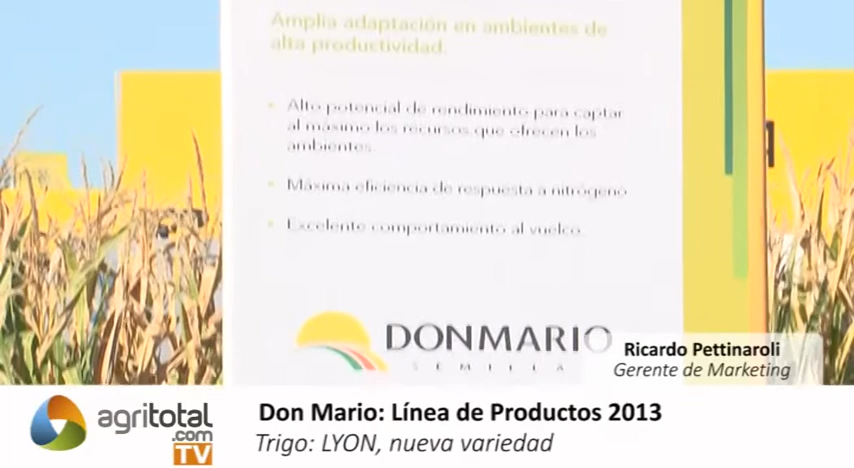 Amplia adaptación en ambientes de
alta productividad.
Alto potencial de rendimiento para captar
al máximo los recursos que ofrecen los
ambientes.
Máxima eficiencia de respuesta a nitrógeno
Excelente comportamiento al vuelco.
DONMARIO
SEMILLA
Ricardo Pettinaroli
Gerente de Marketing
agritotal
.com
TV
Don Mario: Línea de Productos 2013
Trigo: LYON, nueva variedad